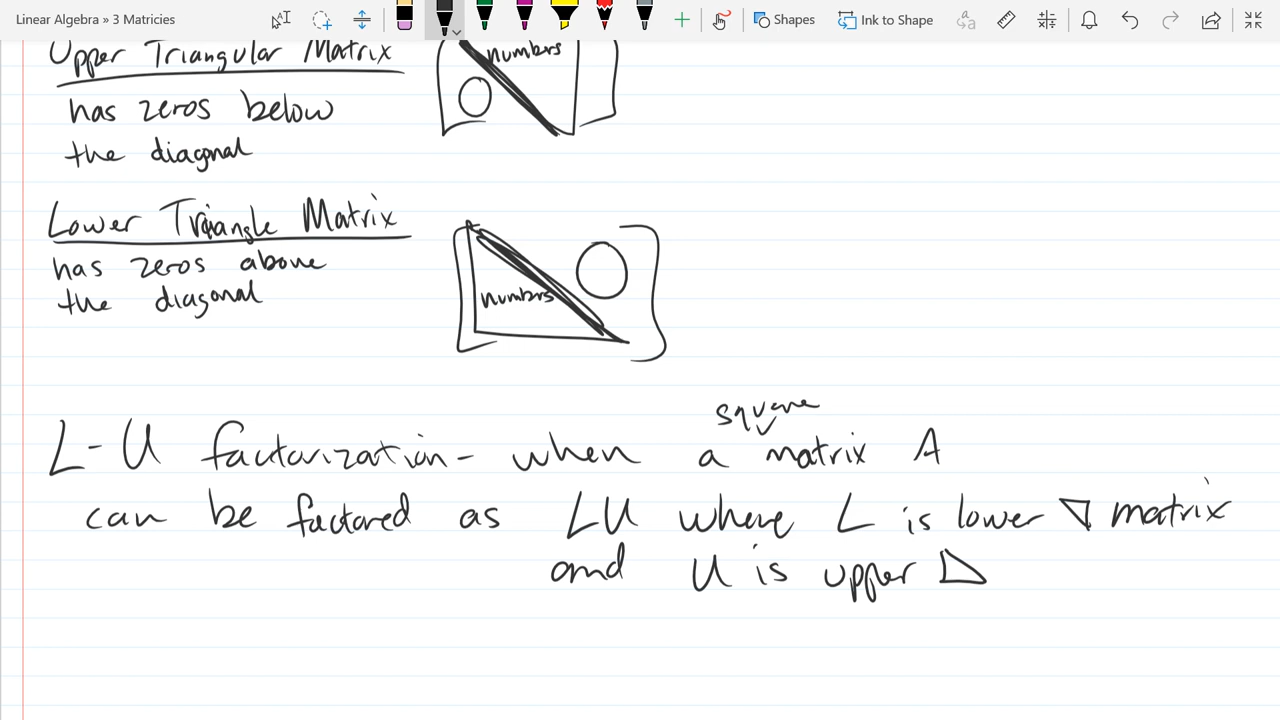 Linear Algebra » 3 Matricies
Shapes
Ink to Shape
Upper Triangular Matrix
numbers
has zeros below
the diagonal
Lower Triangle Matrix
has zeros above
the diagonal
numbers
square
L-U factorization - when a matrix A
can be factored as LU where L is lower matrix
and U is upper